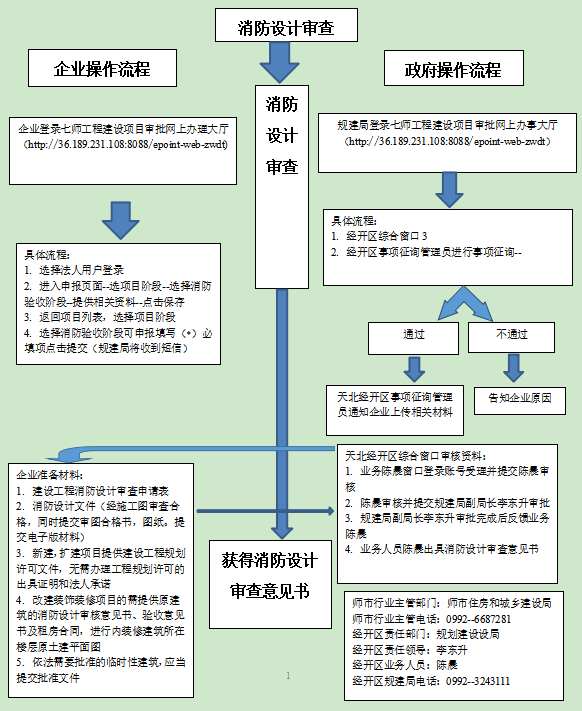 消防设计审查
企业操作流程
政府操作流程
消防
设计
审查
企业登录七师工程建设项目审批网上办理大厅
（http://36.189.231.108:8088/epoint-web-zwdt)
规建局登录七师工程建设项目审批网上办事大厅
（http://36.189.231.108:8088/epoint-web-zwdt）
具体流程：
1. 选择法人用户登录
2. 进入申报页面--选项目阶段--选择消防
验收阶段--提供相关资料--点击保存
3. 返回项目列表，选择项目阶段
4. 选择消防验收阶段可申报填写（*）必
填项点击提交（规建局将收到短信）
具体流程：
1. 经开区综合窗口 3
2. 经开区事项征询管理员进行事项征询--
通过
不通过
天北经开区事项征询管理
员通知企业上传相关材料
告知企业原因
企业准备材料：
1. 建设工程消防设计审查申请表
2. 消防设计文件（经施工图审查合
格，同时提交审图合格书，图纸。提
交电子版材料）
3. 新建，扩建项目提供建设工程规划
许可文件，无需办理工程规划许可的
出具证明和法人承诺
4. 改建装饰装修项目的需提供原建
筑的消防设计审核意见书、验收意见
书及租房合同，进行内装修建筑所在
楼层原土建平面图
5. 依法需要批准的临时性建筑，应当
提交批准文件
天北经开区综合窗口审核资料：
1. 业务陈晨窗口登录账号受理并提交陈晨审
核
2. 陈晨审核并提交规建局副局长李东升审批
3. 规建局副局长李东升审批完成后反馈业务
陈晨
4. 业务人员陈晨出具消防设计审查意见书
获得消防设计
审查意见书
师市行业主管部门：师市住房和城乡建设局
师市行业主管电话：0992--6687281
经开区责任部门：规划建设设局
经开区责任领导：李东升
经开区业务人员：陈晨
经开区规建局电话：0992--3243111
1